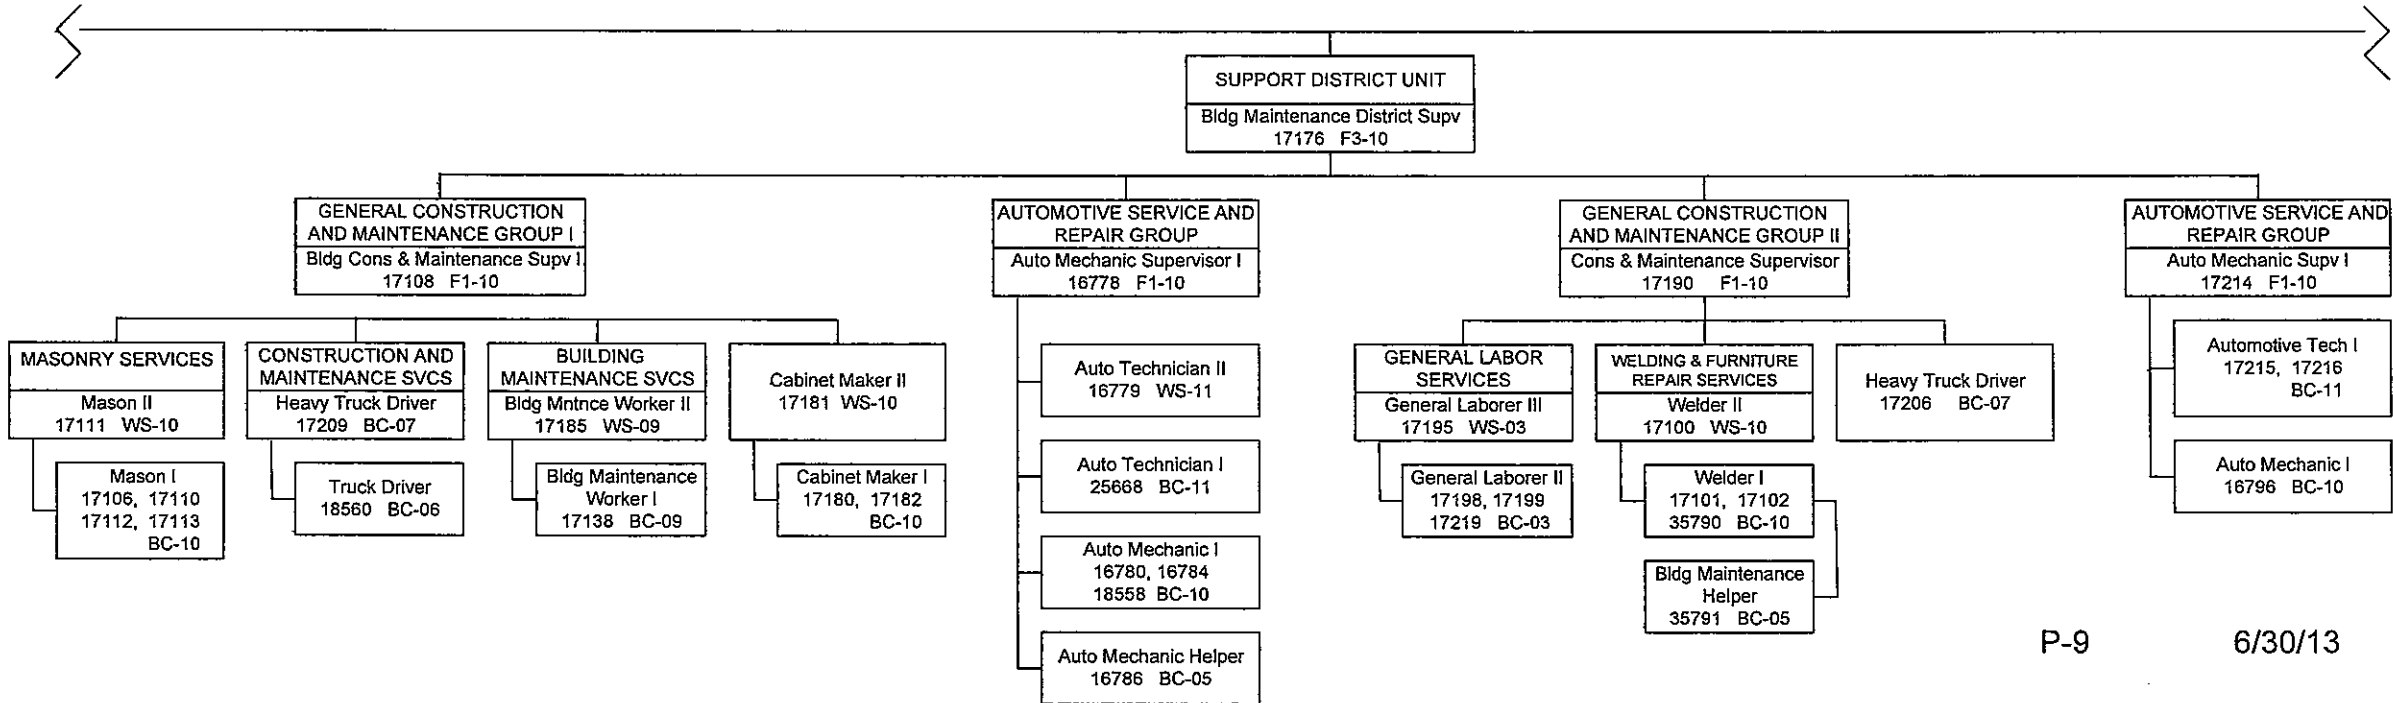 SUPPORT DISTRICT UNIT
Bldg Maintenance District Supv
17176 F3-10
GENERAL CONSTRUCTION
AND MAINTENANCE GROUP I
Bldg Cons & Maintenance Supv I
17108 F1-10
AUTOMOTIVE SERVICE AND
REPAIR GROUP
Auto Mechanic Supervisor I
16778 F1-10
GENERAL CONSTRUCTION
AND MAINTENANCE GROUP II
Cons & Maintenance Supervisor
17190 F1-10
AUTOMOTIVE SERVICE AND
REPAIR GROUP
Auto Mechanic Supv I
17214 F1-10
MASONRY SERVICES
Mason II
17111 WS-10
CONSTRUCTION AND
MAINTENANCE SVCS
Heavy Truck Driver
17209 BC-07
BUILDING
MAINTENANCE SVCS
Bldg Mntnce Worker II
17185 WS-09
Cabinet Maker II
17181 WS-10
Mason I
17106, 17110
17112, 17113
BC-10
Truck Driver
18560 BC-06
Bldg Maintenance
Worker I
17138 BC-09
Cabinet Maker I
17180, 17182
BC-10
Auto Technician II
16779 WS-11
Auto Technician I
25668 BC-11
Auto Mechanic I
16780, 16784
18558 BC-10
Auto Mechanic Helper
16786 BC-05
GENERAL LABOR
SERVICES
General Laborer III
17195 WS-03
WELDING & FURNITURE
REPAIR SERVICES
Welder II
17100 WS-10
Heavy Truck Driver
17206 BC-07
General Laborer II
17198, 17199
17219 BC-03
Welder I
17101, 17102
35790 BC-10
Bldg Maintenance
Helper
35791 BC-05
Automotive Tech I
17215, 17216
BC-11
Auto Mechanic I
16796 BC-10
P-9 6/30/13